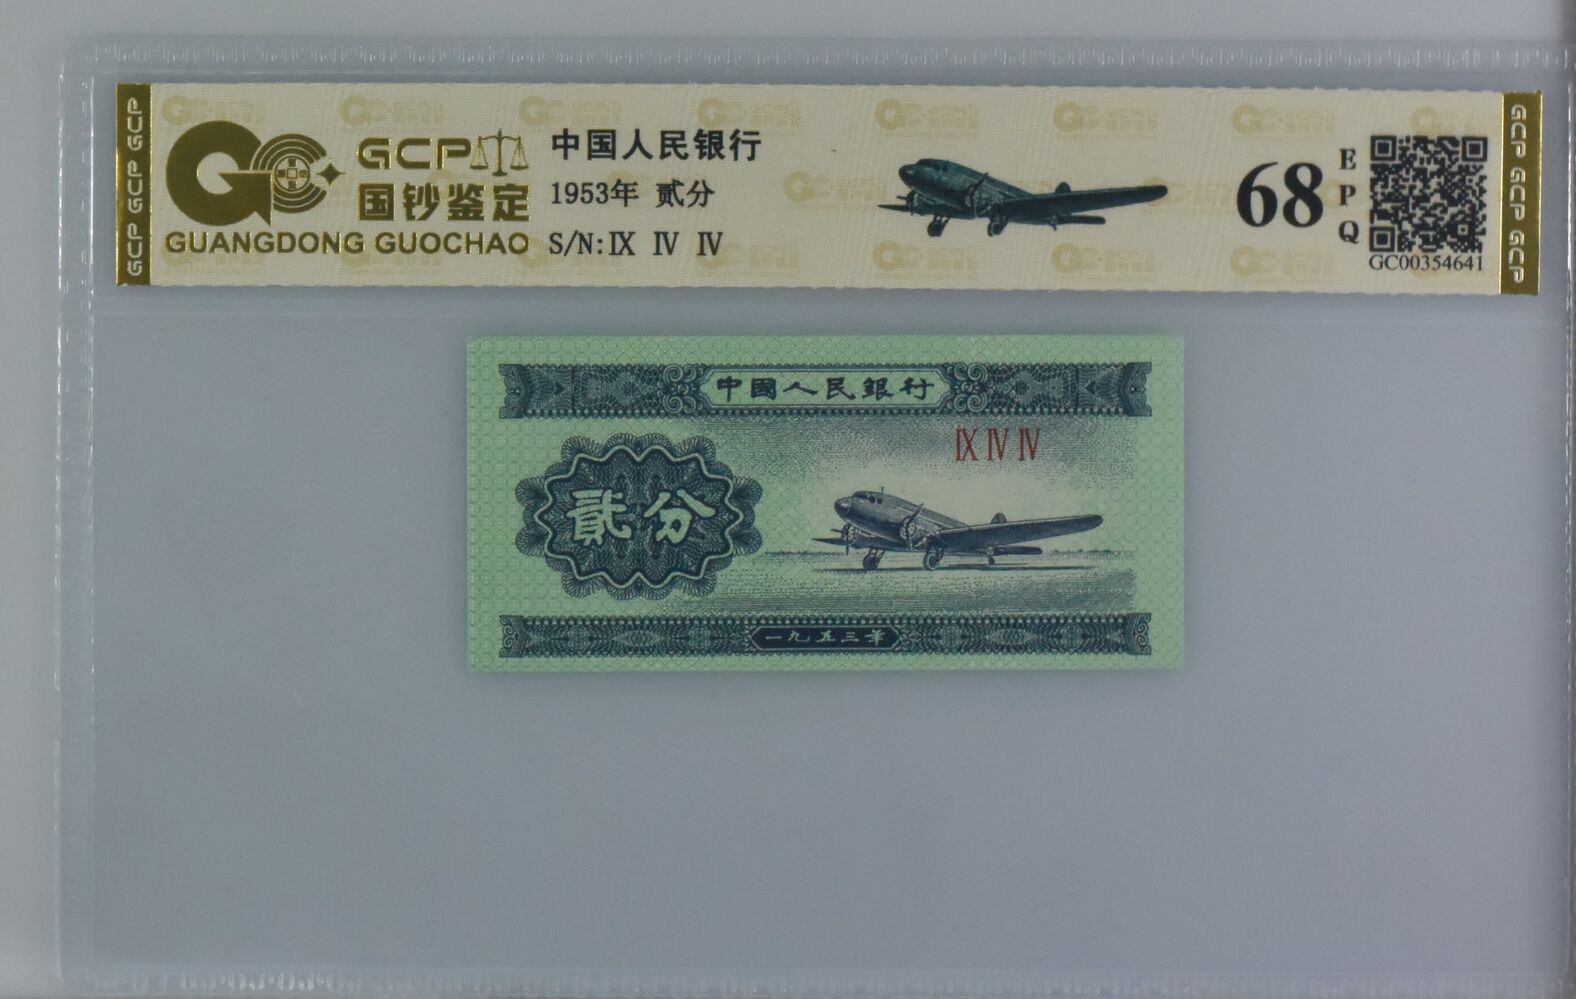 GCP GCP GCP
GCP
国钞鉴定
GUANGDONG GUOCHAO
中国人民银行
1953年 贰分
S/N: IX IV IV
68
EPQ
GC00354641
GCP GCP GCP
中國人民銀行
IX IV IV
貳分
一九五三年